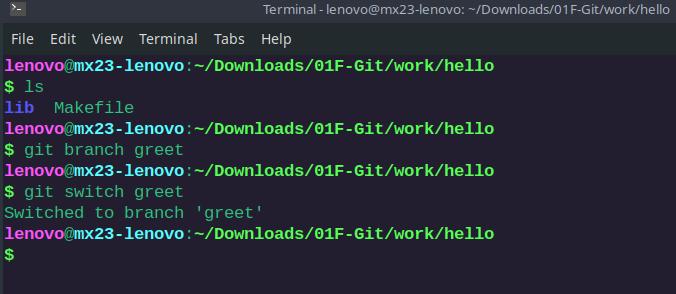 Terminal - lenovo@mx23-lenovo: ~/Downloads/01F-Git/work/hello
File Edit View Terminal Tabs Help
lenovo@mx23-lenovo:~/Downloads/01F-Git/work/hello
$ ls
lib  Makefile
lenovo@mx23-lenovo:~/Downloads/01F-Git/work/hello
$ git branch greet
lenovo@mx23-lenovo:~/Downloads/01F-Git/work/hello
$ git switch greet
Switched to branch 'greet'
lenovo@mx23-lenovo:~/Downloads/01F-Git/work/hello
$